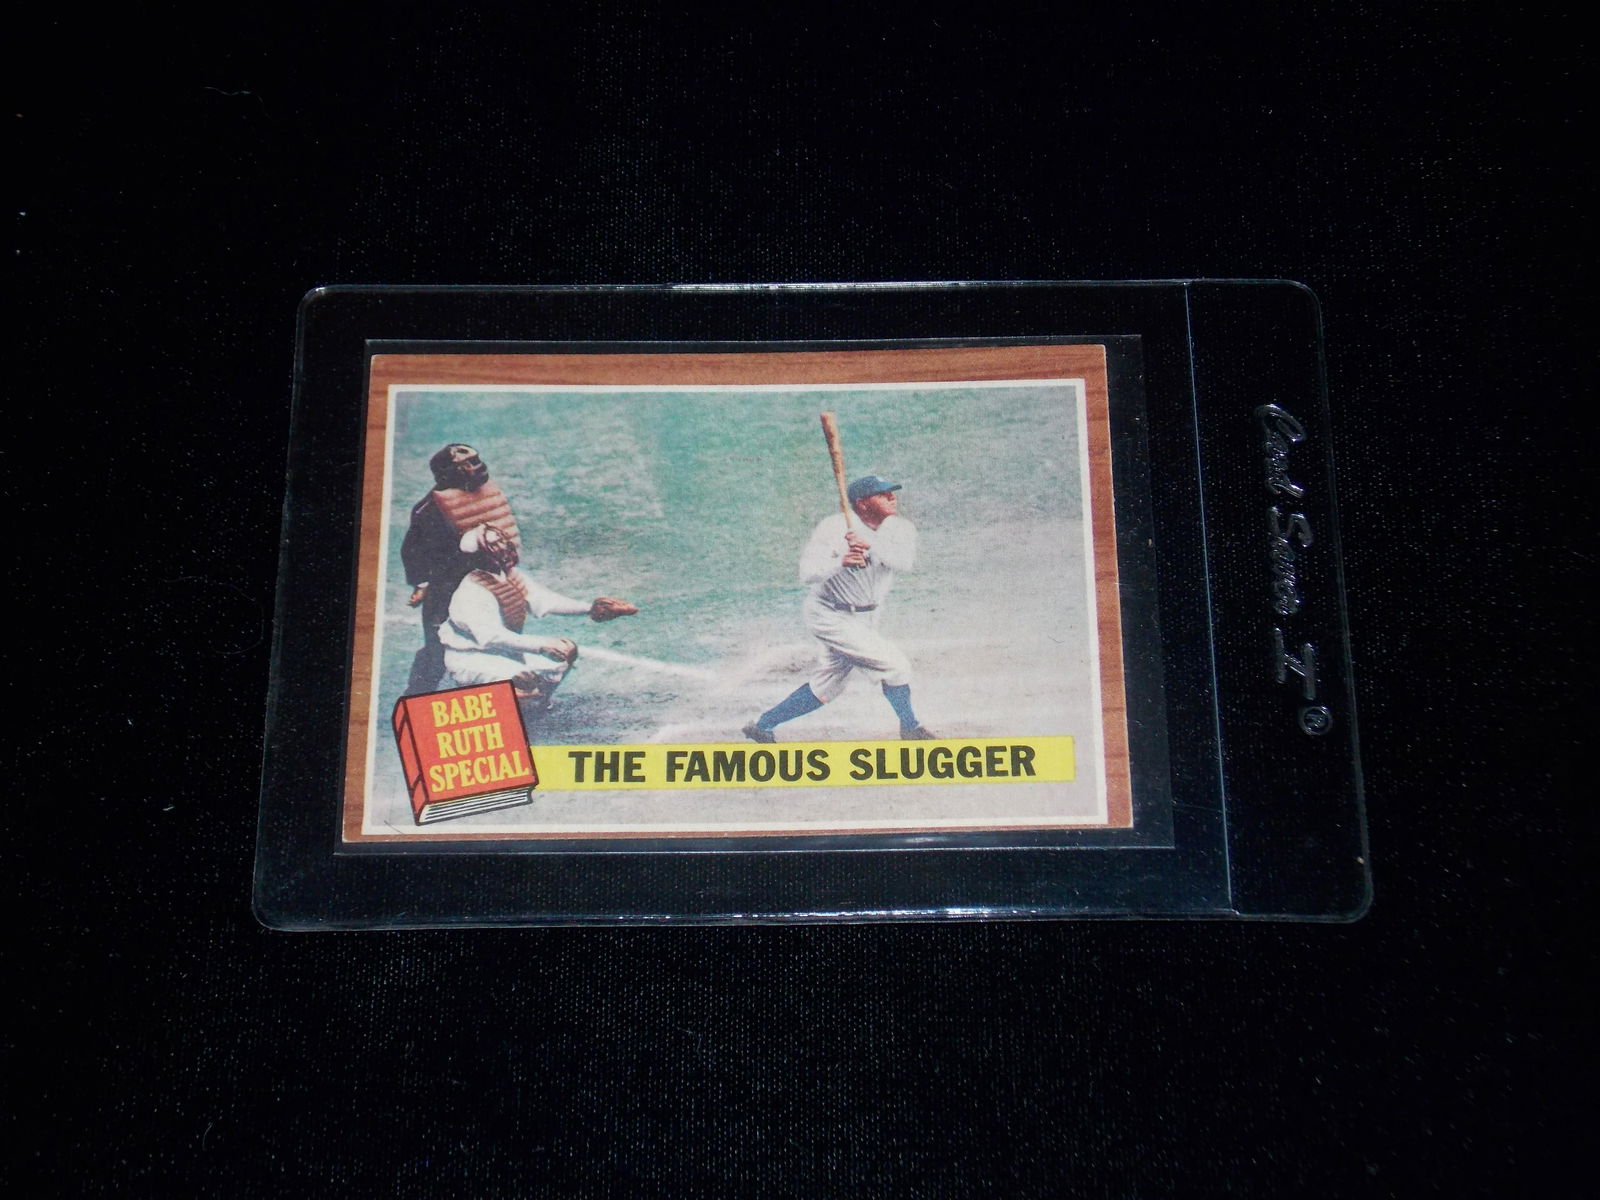 BABE
RUTH
SPECIAL
THE FAMOUS SLUGGER
Card Saver I®